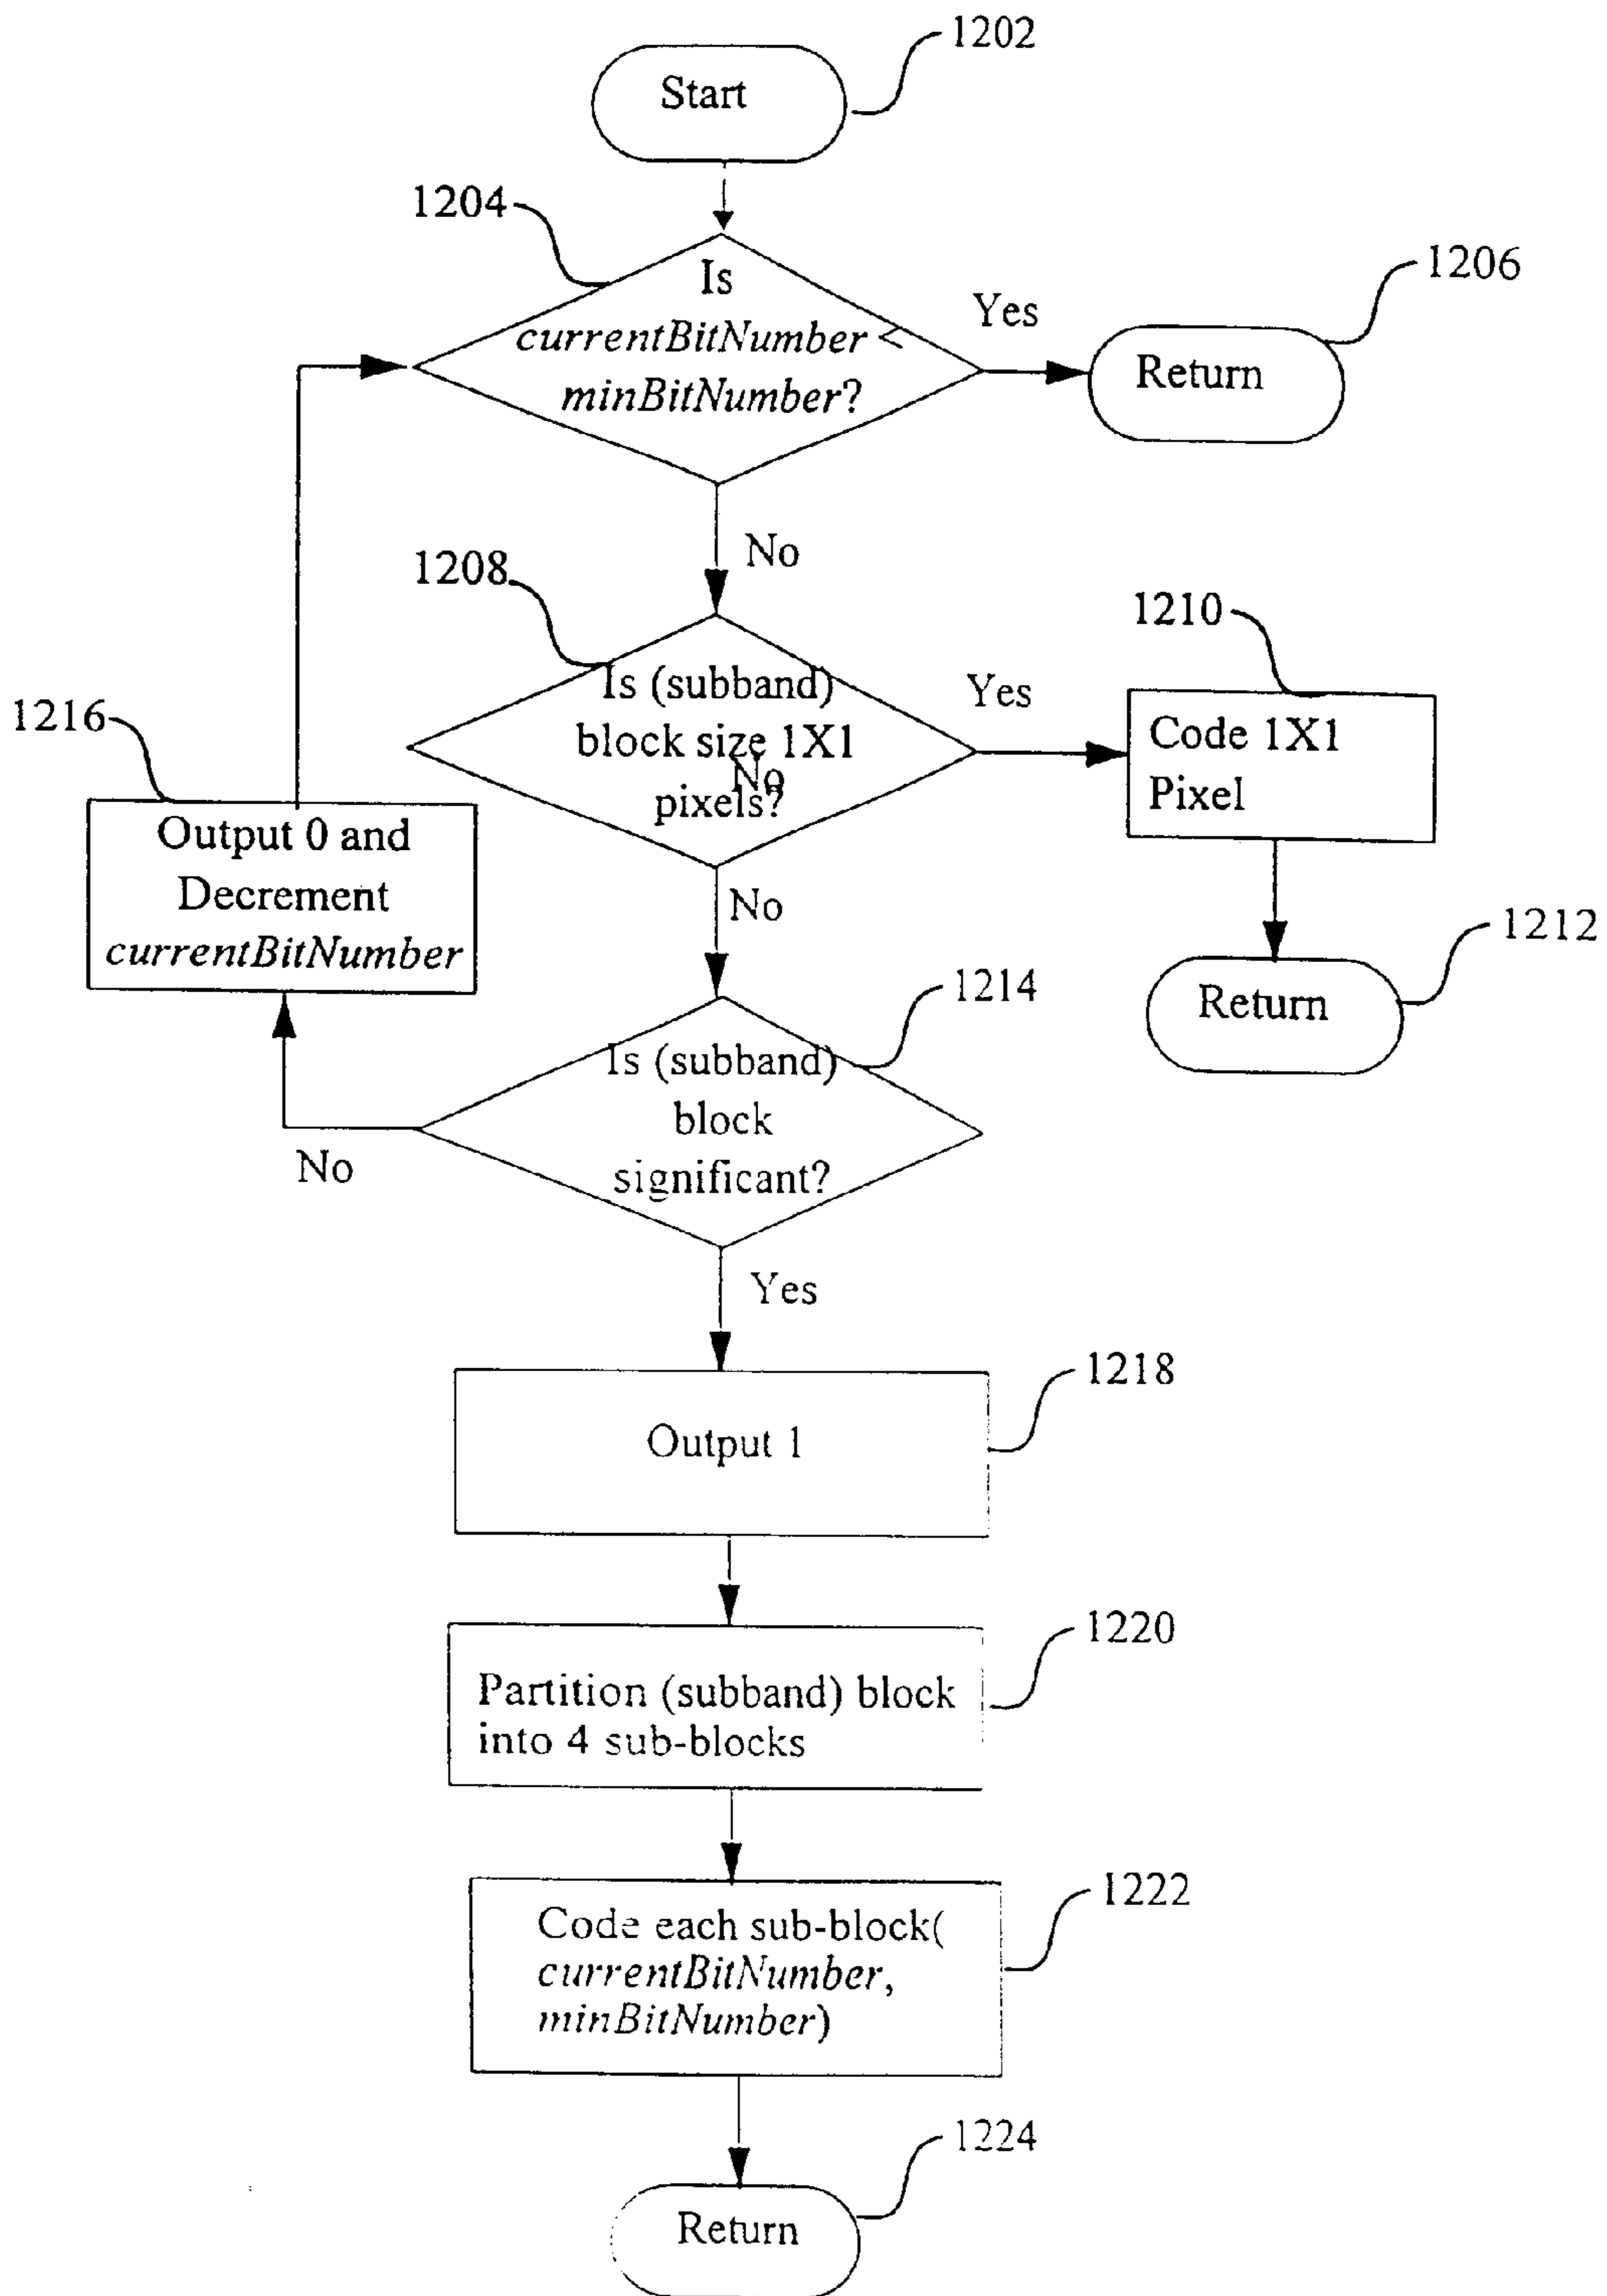 1202
Start
1204
Is
currentBitNumber <
minBitNumber?
Yes
1206
Return
No
1208
Is (subband)
block size 1X1
No
pixels?
Yes
1210
Code 1X1
Pixel
1216
Output 0 and
Decrement
currentBitNumber
No
1212
Return
1214
Is (subband)
block
significant?
No
Yes
1218
Output 1
1220
Partition (subband) block
into 4 sub-blocks
1222
Code each sub-block(
currentBitNumber,
minBitNumber)
1224
Return